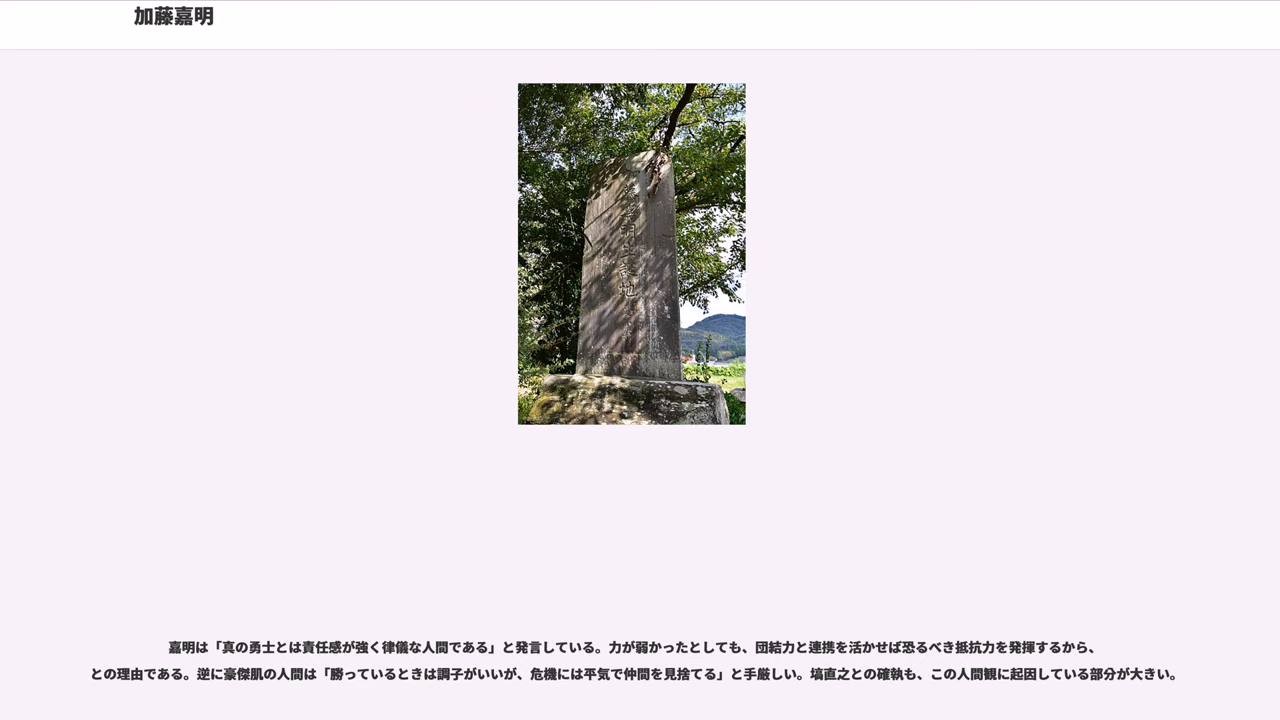 加藤嘉明
嘉明は「真の勇士とは責任感が強く律儀な人間である」と発言している。力が弱かったとしても、団結力と連携を活かせば恐るべき抵抗力を発揮するから、
との理由である。逆に豪傑肌の人間は「勝っているときは調子がいいが、危機には平気で仲間を見捨てる」と手厳しい。塙直之との確執も、この人間観に起因している部分が大きい。